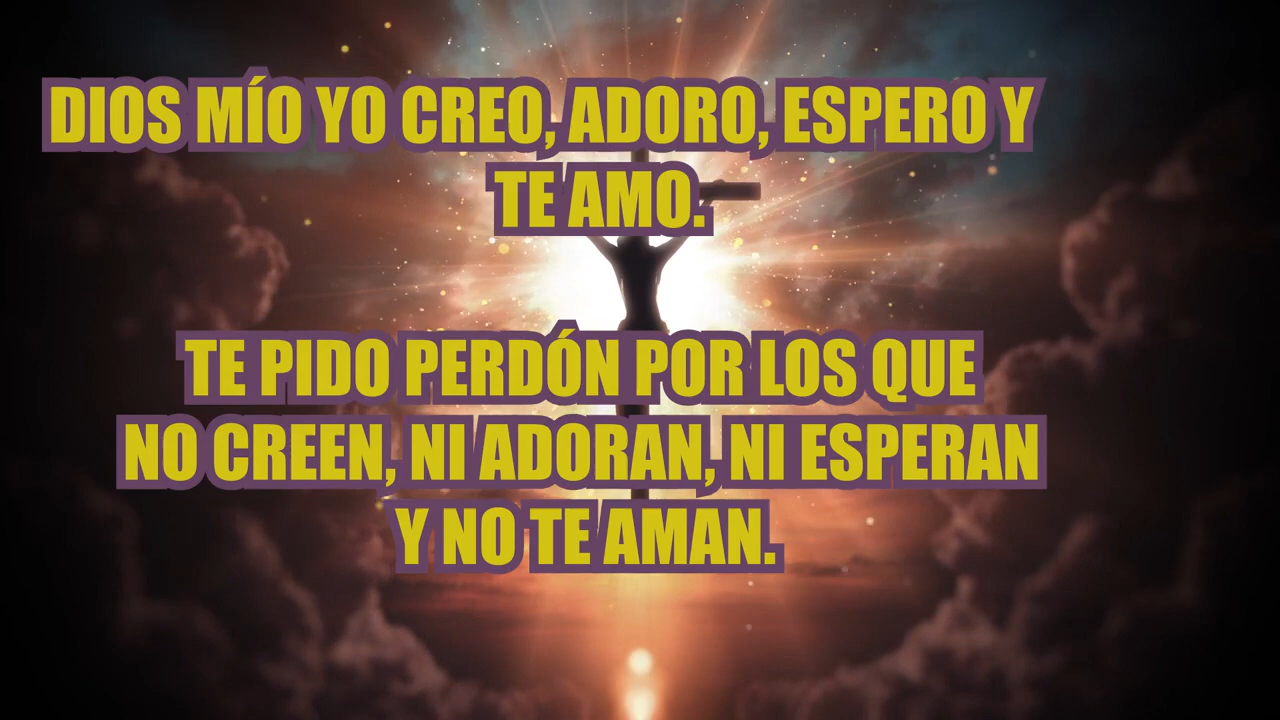 DIOS MÍO YO CREO, ADORO, ESPERO Y
TE AMO.
TE PIDO PERDÓN POR LOS QUE
NO CREEN, NI ADORAN, NI ESPERAN
Y NO TE AMAN.